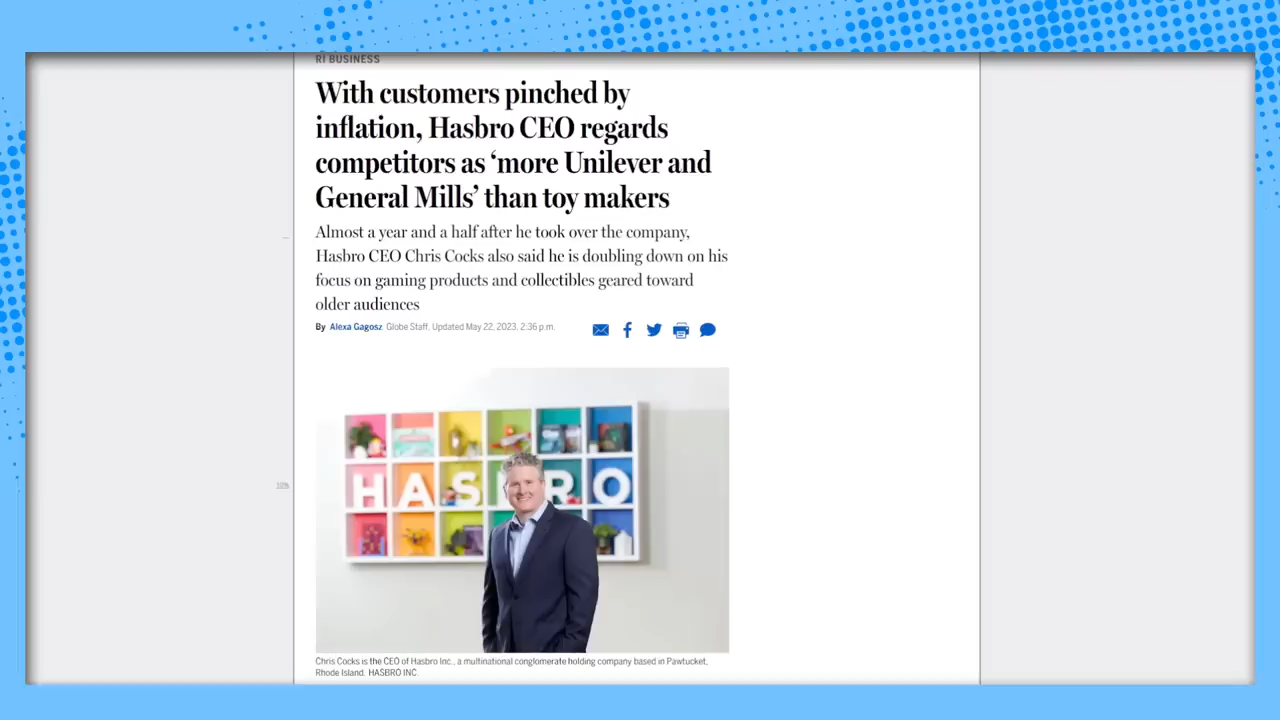 RI BUSINESS
With customers pinched by
inflation, Hasbro CEO regards
competitors as ‘more Unilever and
General Mills’ than toy makers
Almost a year and a half after he took over the company,
Hasbro CEO Chris Cocks also said he is doubling down on his
focus on gaming products and collectibles geared toward
older audiences
By Alexa Gagosz Globe Staff, Updated May 22, 2023, 2:36 p.m.
HASBRO
Chris Cocks is the CEO of Hasbro Inc., a multinational conglomerate holding company based in Pawtucket,
Rhode Island. HASBRO INC